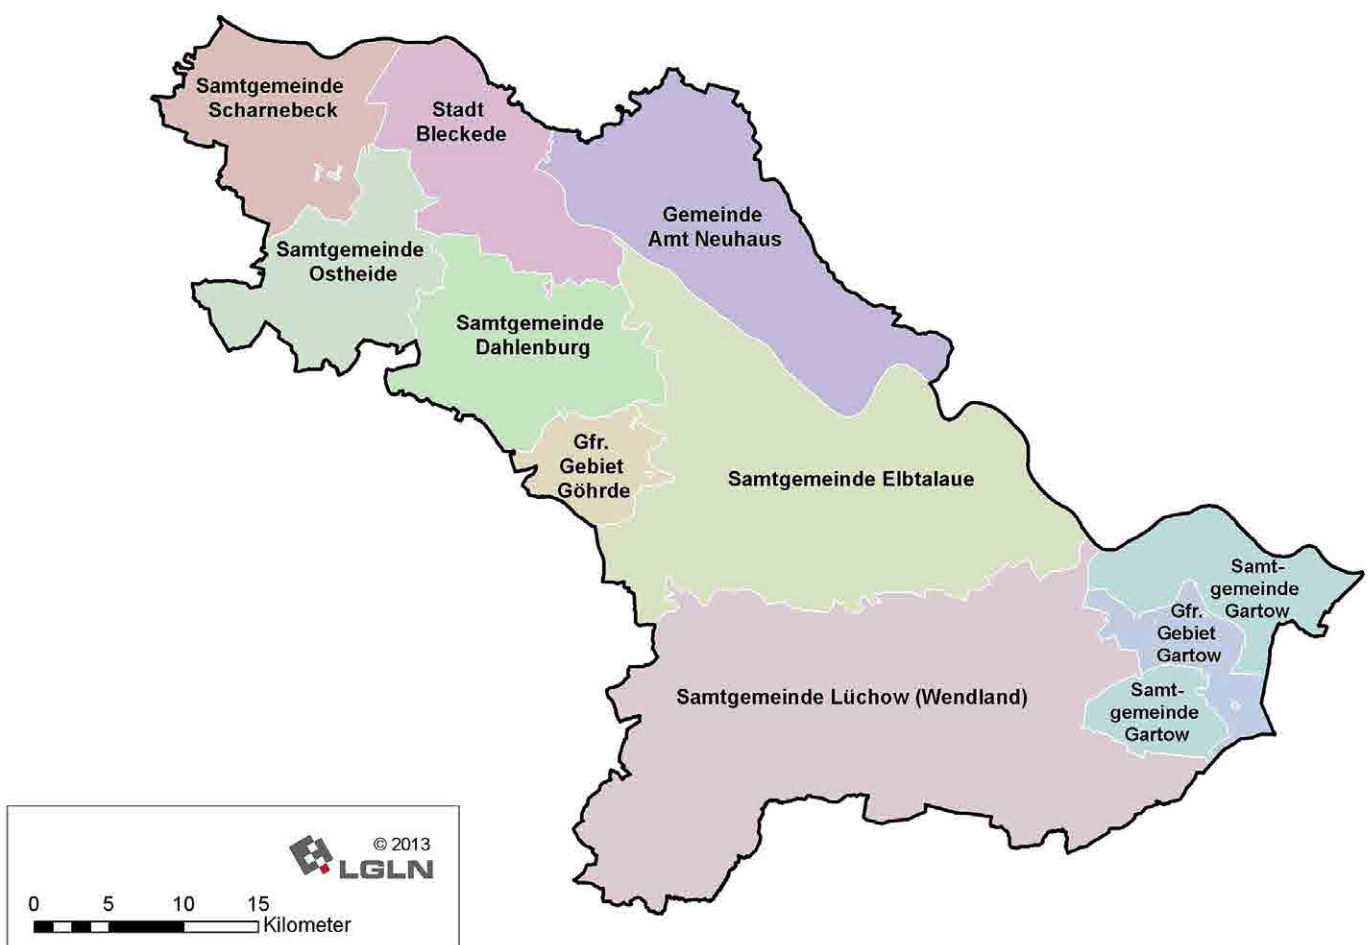 Samtgemeinde
Scharnebeck
Stadt
Bleckede
Gemeinde
Amt Neuhaus
Samtgemeinde
Ostheide
Samtgemeinde
Dahlenburg
Gfr.
Gebiet
Göhrde
Samtgemeinde Elbtalaue
Samt-
gemeinde
Gartow
Gfr.
Gebiet
Gartow
Samtgemeinde Lüchow (Wendland)
Samt-
gemeinde
Gartow
© 2013
LGLN
0 5 10 15
Kilometer